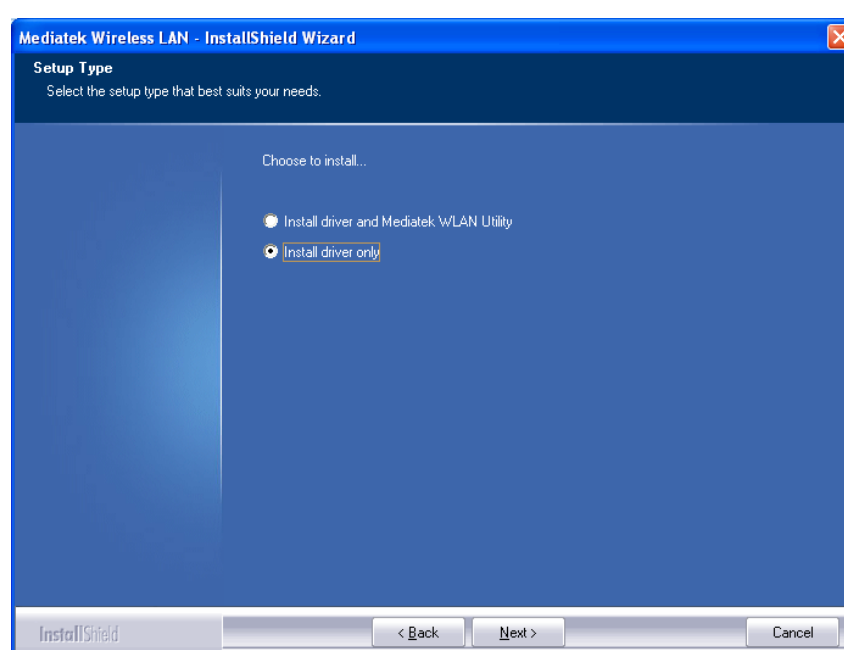 Mediatek Wireless LAN - InstallShield Wizard
Setup Type
Select the setup type that best suits your needs.
Choose to install...
Install driver and Mediatek WLAN Utility
Install driver only
InstallShield
< Back
Next >
Cancel